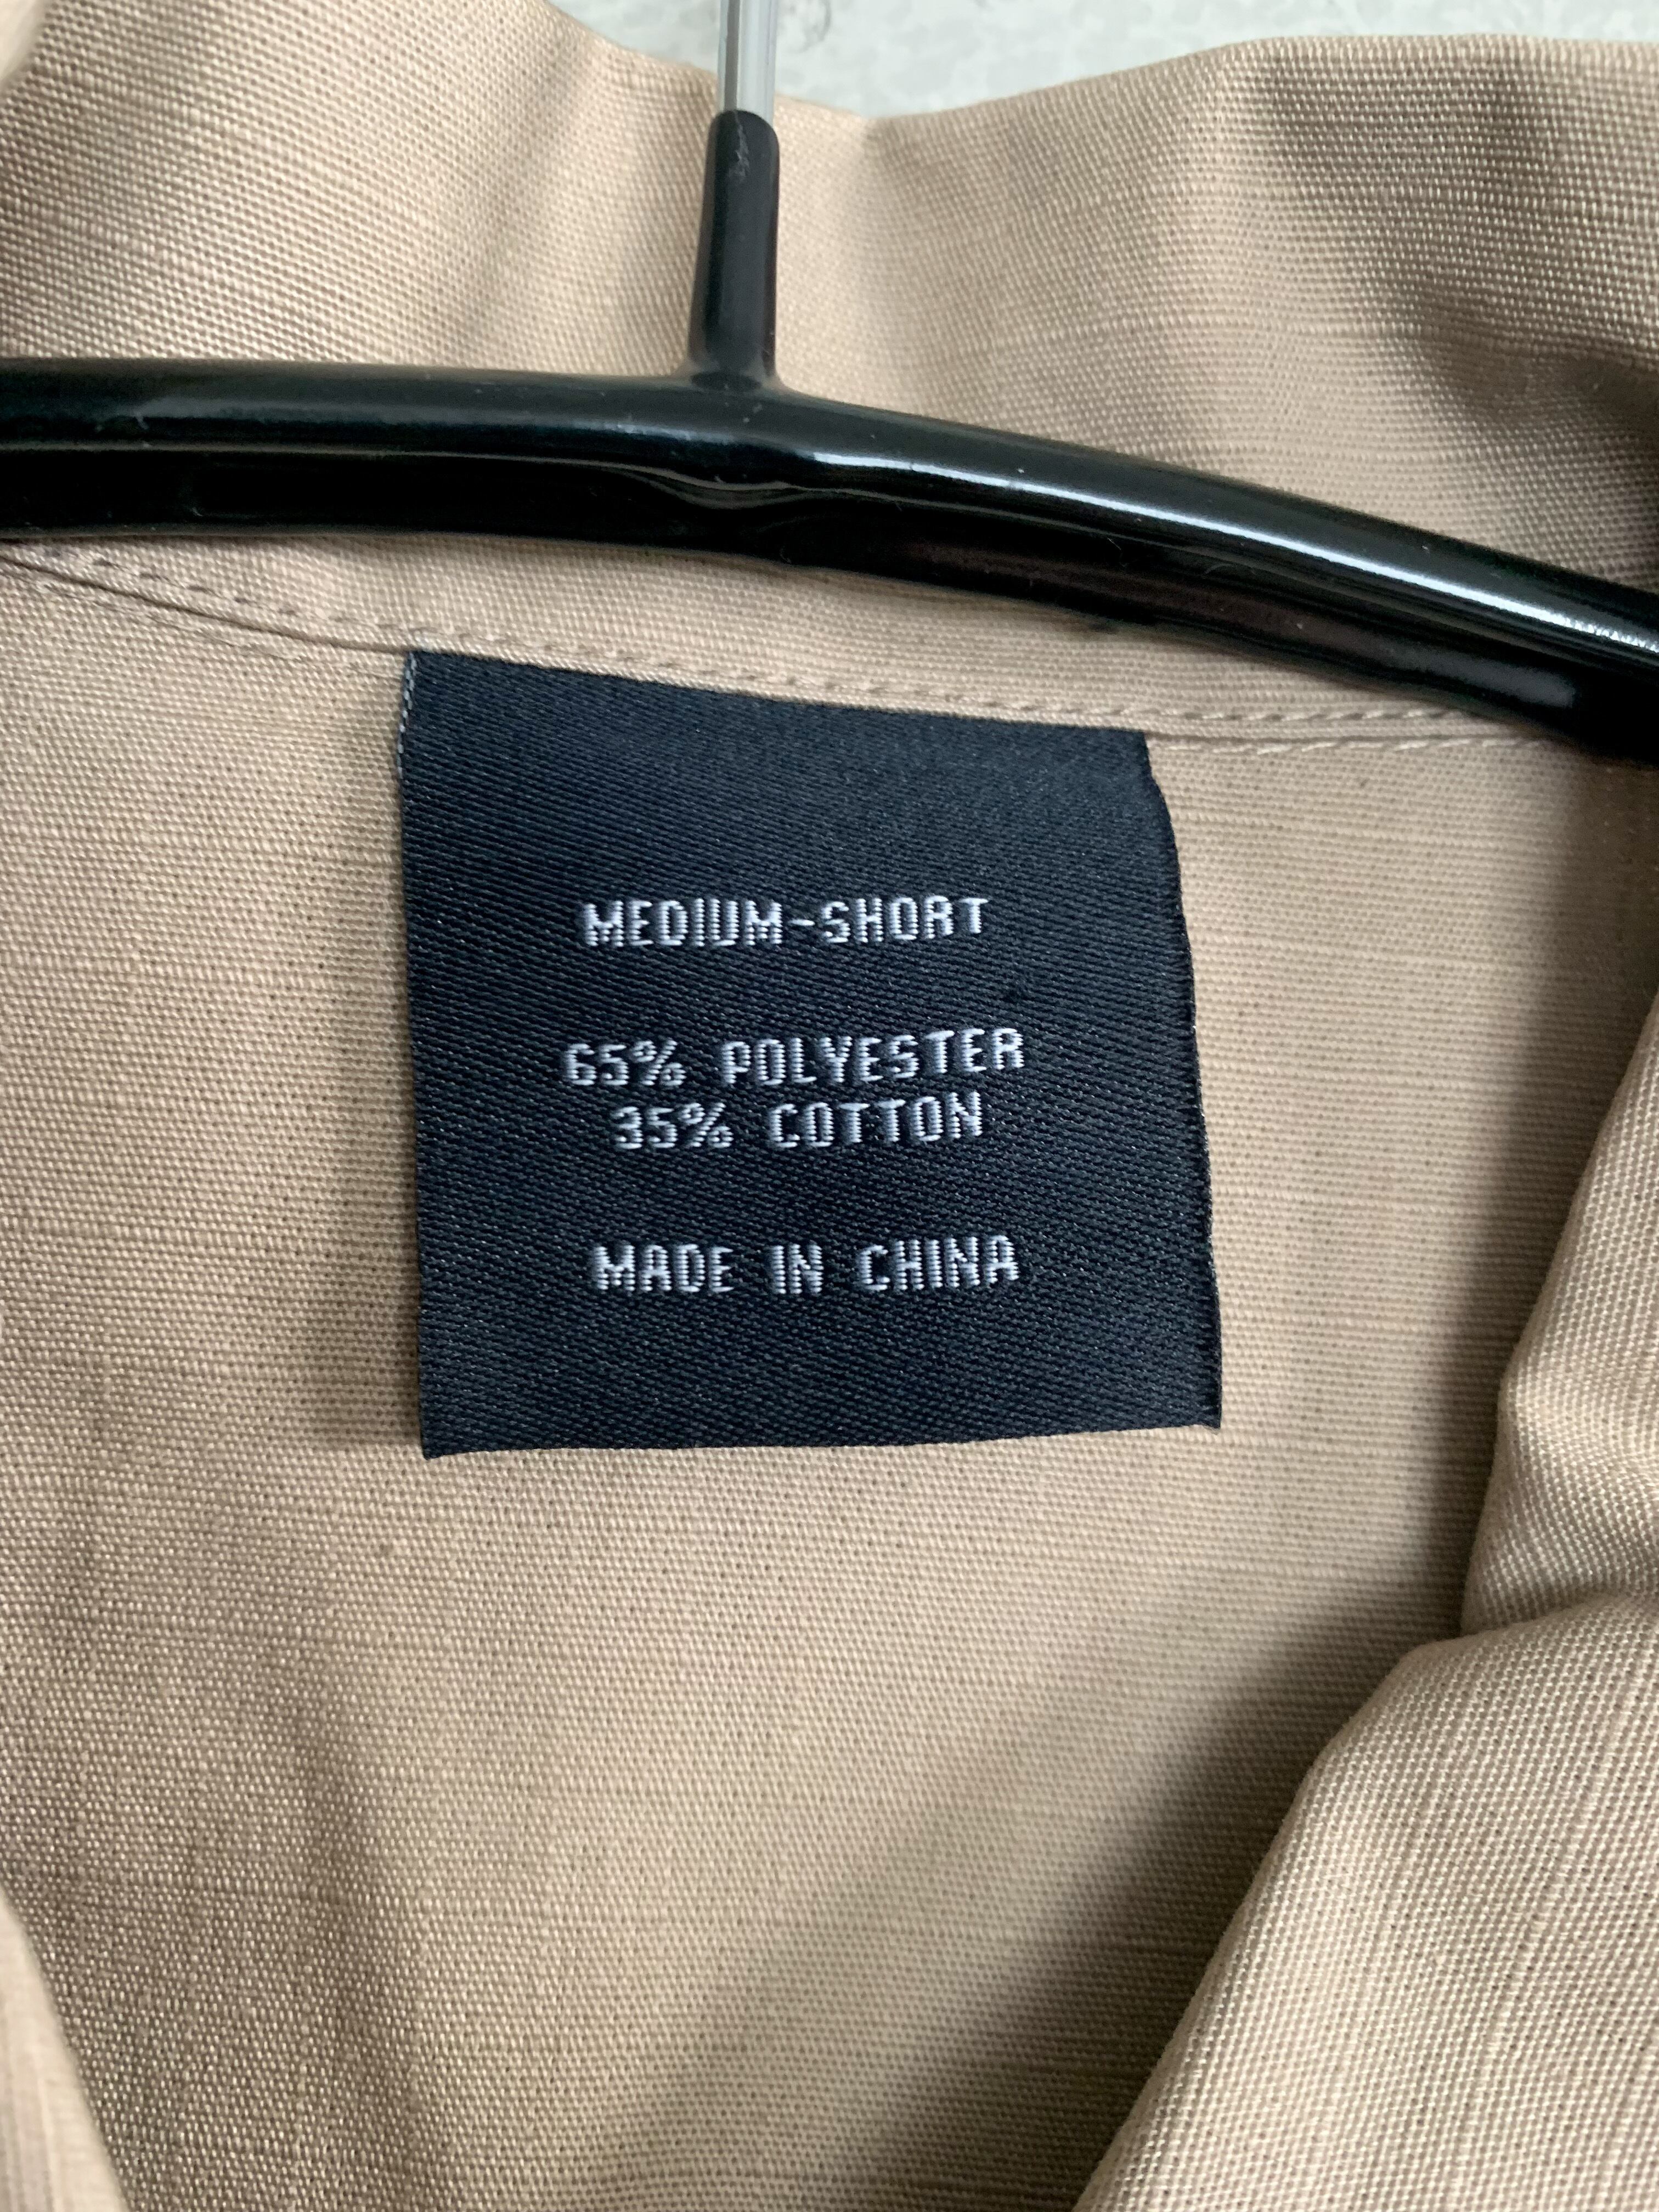 MEDIUM-SHORT
65% POLYESTER
35% COTTON
MADE IN CHINA